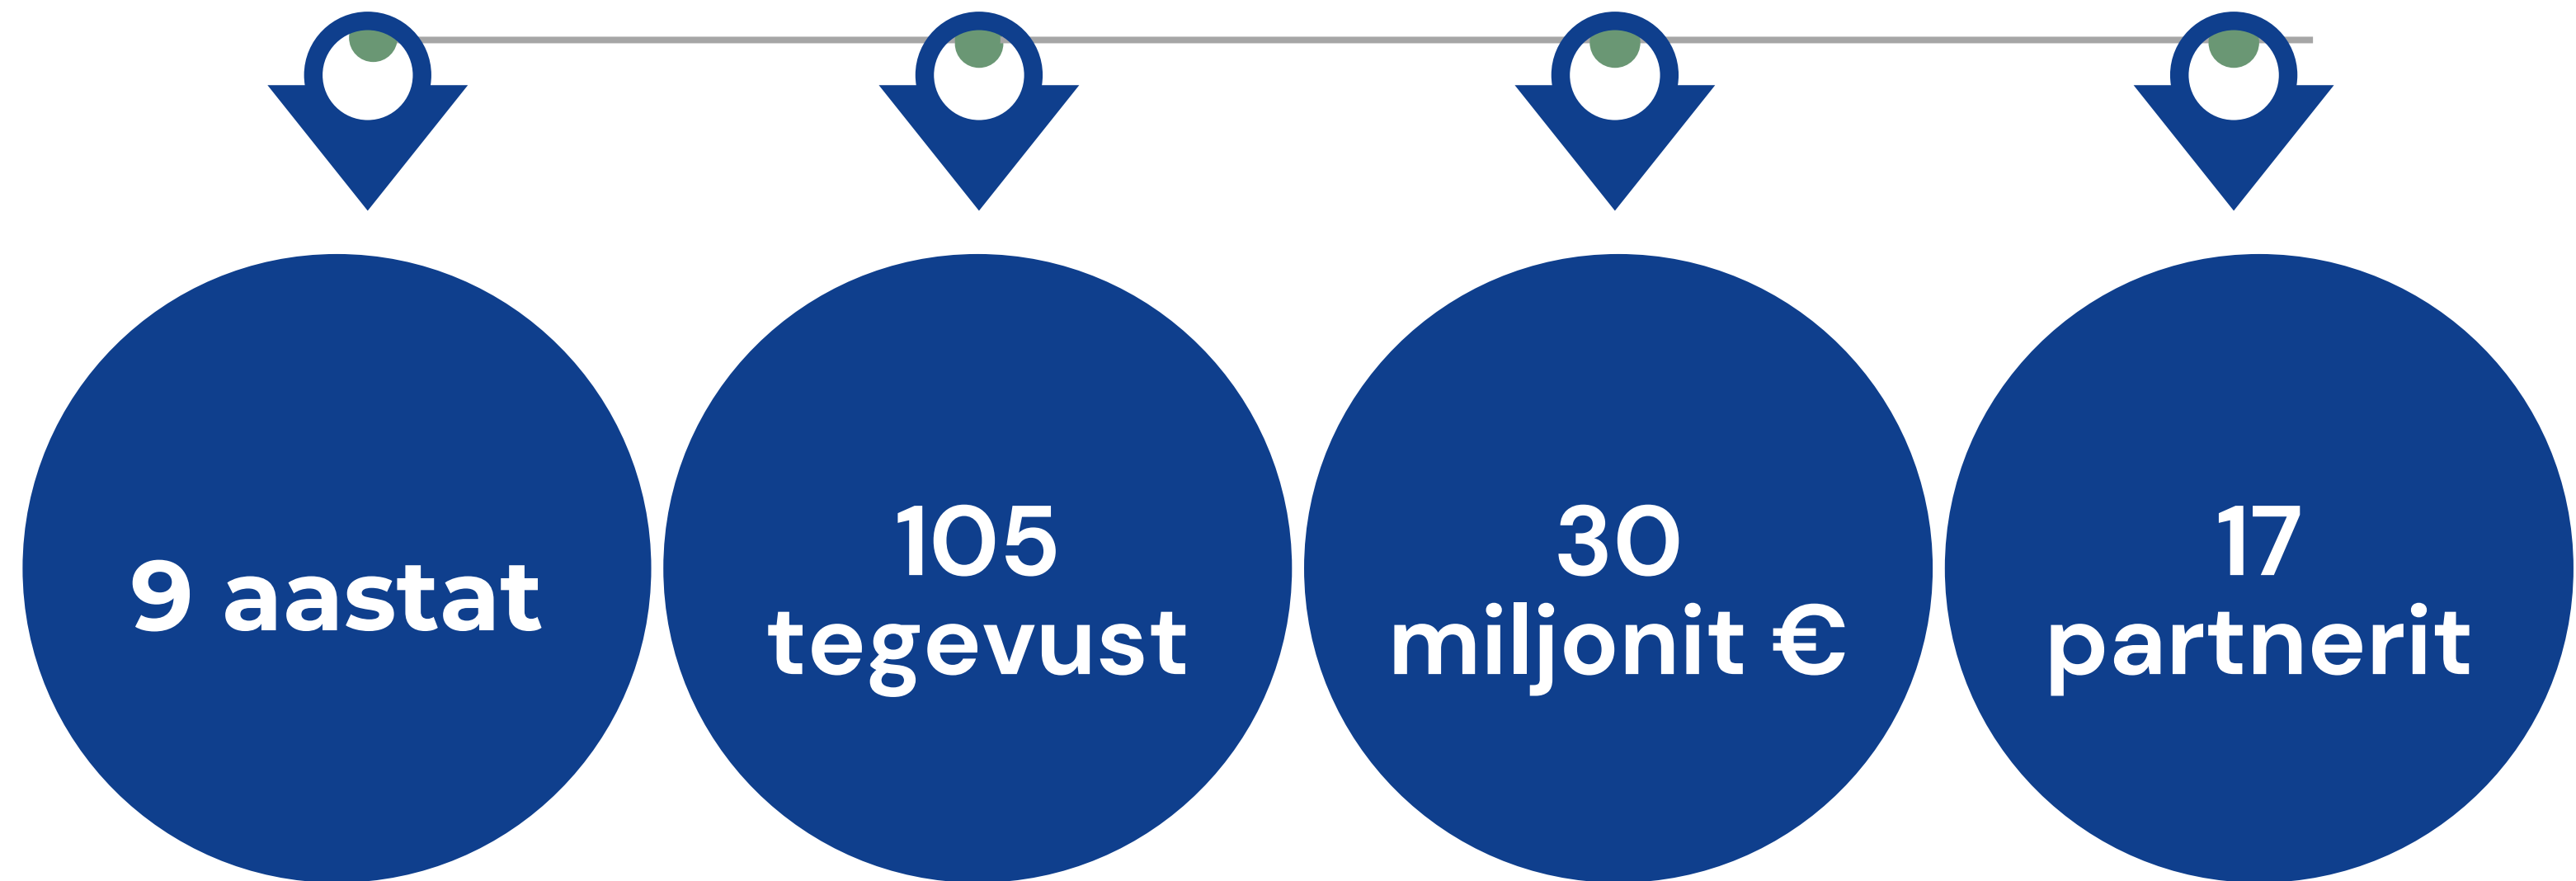 9 aastat
105
tegevust
30
miljonit €
17
partnerit